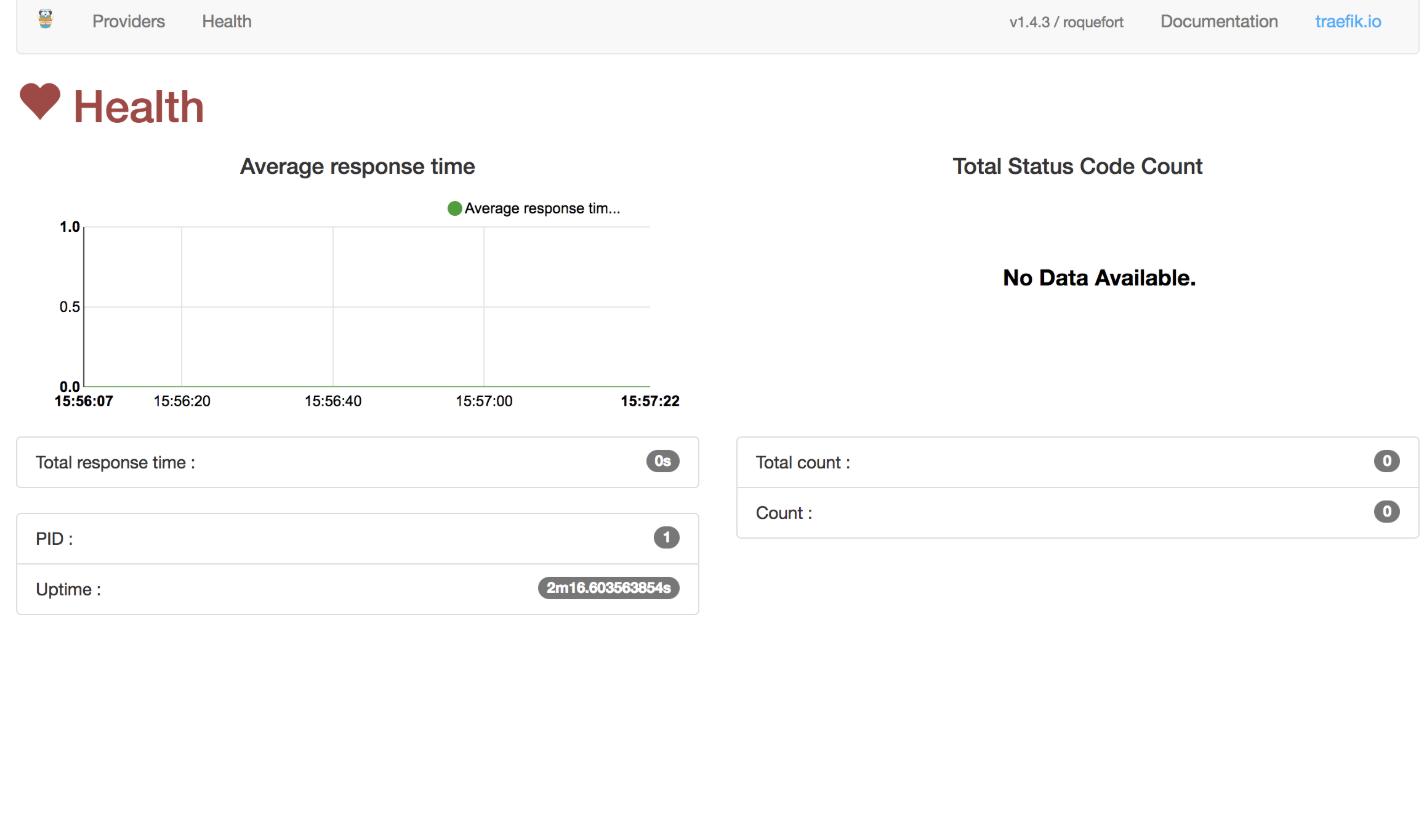 Providers Health v1.4.3 / roquefort Documentation traefik.io
Health
Average response time
Average response tim...
1.0
0.5
0.0
15:56:07 15:56:20 15:56:40 15:57:00 15:57:22
Total response time : 0s
PID : 1
Uptime : 2m16.603563854s
Total Status Code Count
No Data Available.
Total count : 0
Count : 0